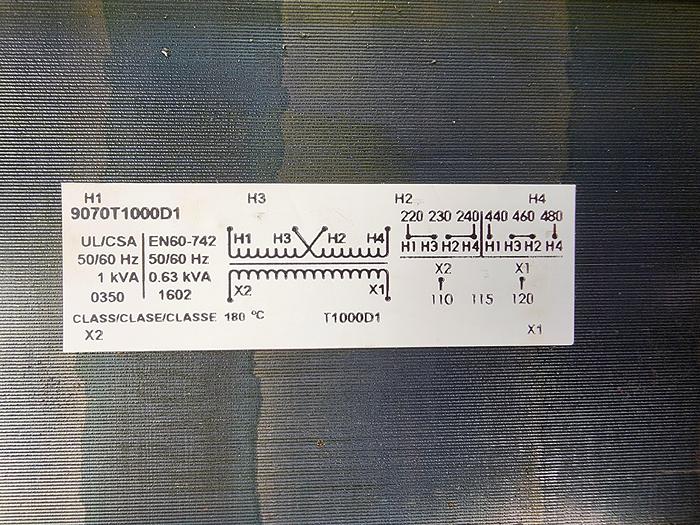 H1 H3 H2 H4
9070T1000D1
220 230 240 440 460 480
UL/CSA EN60-742
H1 H3 H2 H4
H1 H3 H2 H4 H1 H3 H2 H4
50/60 Hz 50/60 Hz
1 kVA 0.63 kVA
X2 X1
X2 X1
0350 1602
110 115 120
CLASS/CLASE/CLASSE 180 °C T1000D1
X2 X1